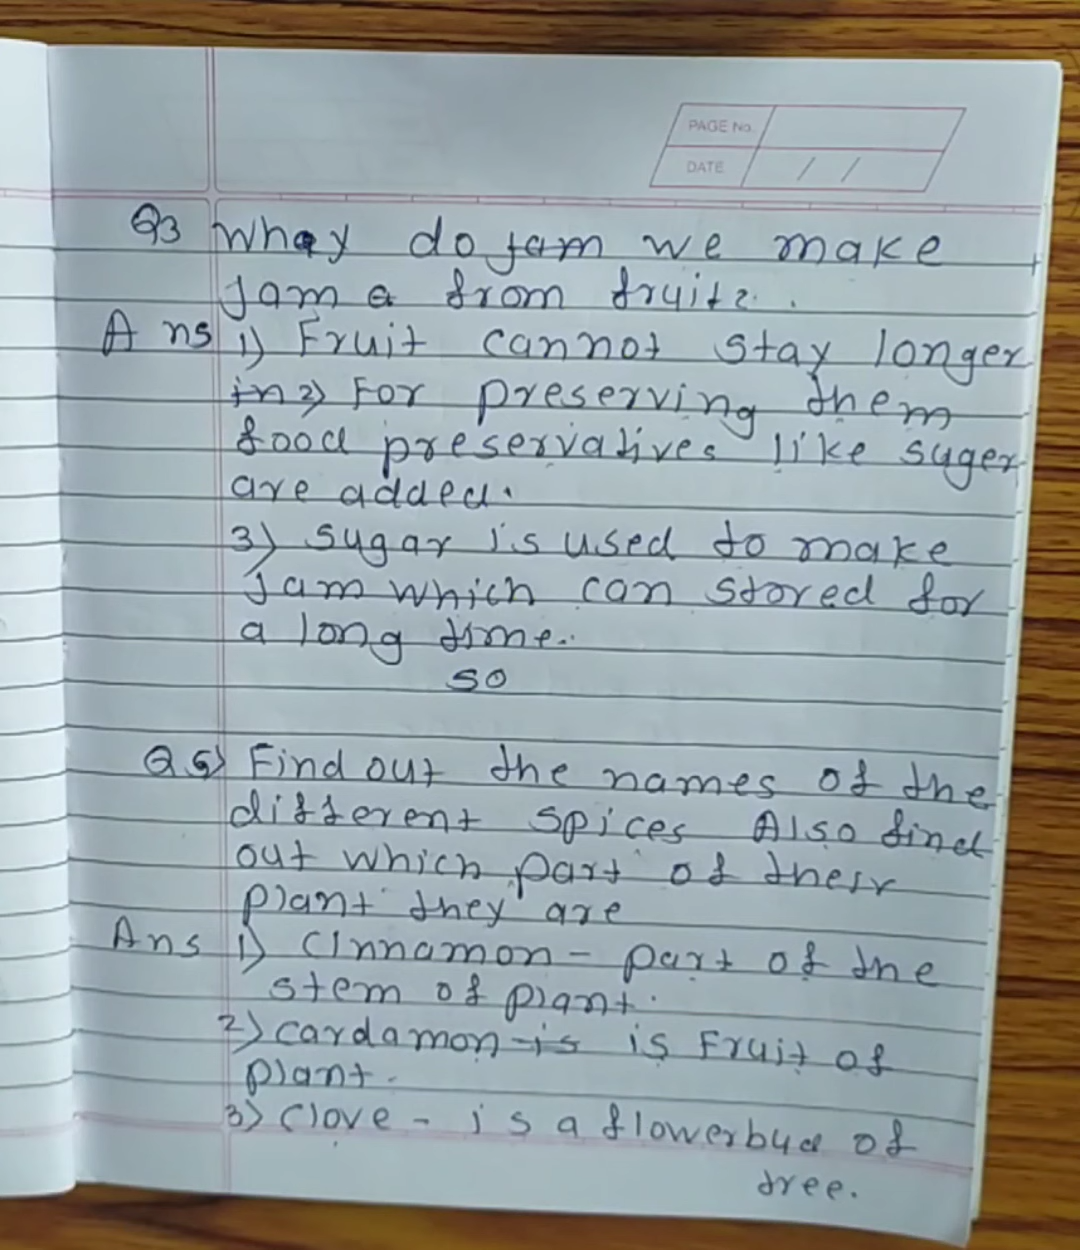 PAGE No.
DATE / /
Q3 Whay do jam we make
Jam a from fruit?.
Ans 1) Fruit cannot stay longer
in 2) For preserving them
food preservatives like suger
are added.
3) sugar is used to make
Jam which can stored for
a long time.
so
Q5) Find out the names of the
different spices Also find
out which part of their
plant they are
Ans 1) Cinnamon - part of the
stem of plant.
2) cardamon is is Fruit of
plant.
3) Clove - is a flowerbud of
tree.